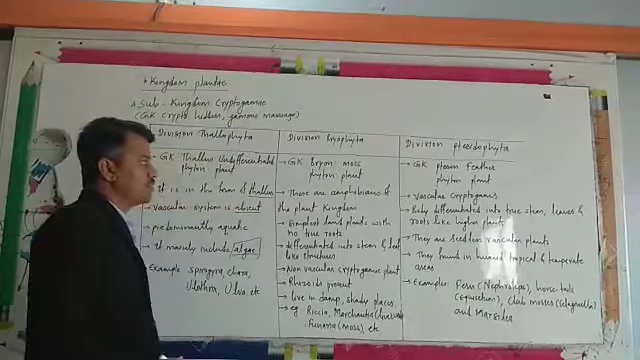 Kingdom plantae
A. Sub - Kingdom Cryptogamae
(GK Crypto hidden, gamous marriage)
Division Thallophyta
→ GK Thallus Undifferentiated
phyton plant
It is in the form of thallus
→ Vascular system is absent
→ predominantly aquatic
→ It mainly include algae
Example spirogyra, chara,
Ulothrix, Ulva etc
Division Bryophyta
→ GK Bryon moss
phyton plant
→ These are amphibians of
the plant Kingdom
→ Simplest land plants with
no true roots
→ differentiated into stem & leaf
like structures
→ Non vascular cryptogamic plant
→ Rhizoids present
→ live in damp, shady places
→ eg Riccia, Marchantia
Funaria (moss), etc
Division pteridophyta
→ GK pteron Feather
phyton plant
→ Vascular Cryptogams
→ Body differentiated into true stem, leaves &
roots like higher plants
→ They are seedless vascular plants
→ They found in humid tropical & temperate
areas
→ Examples Fern (Nephrolepis), horse-tails
(equisetum), club mosses (selaginella)
and Marsilea